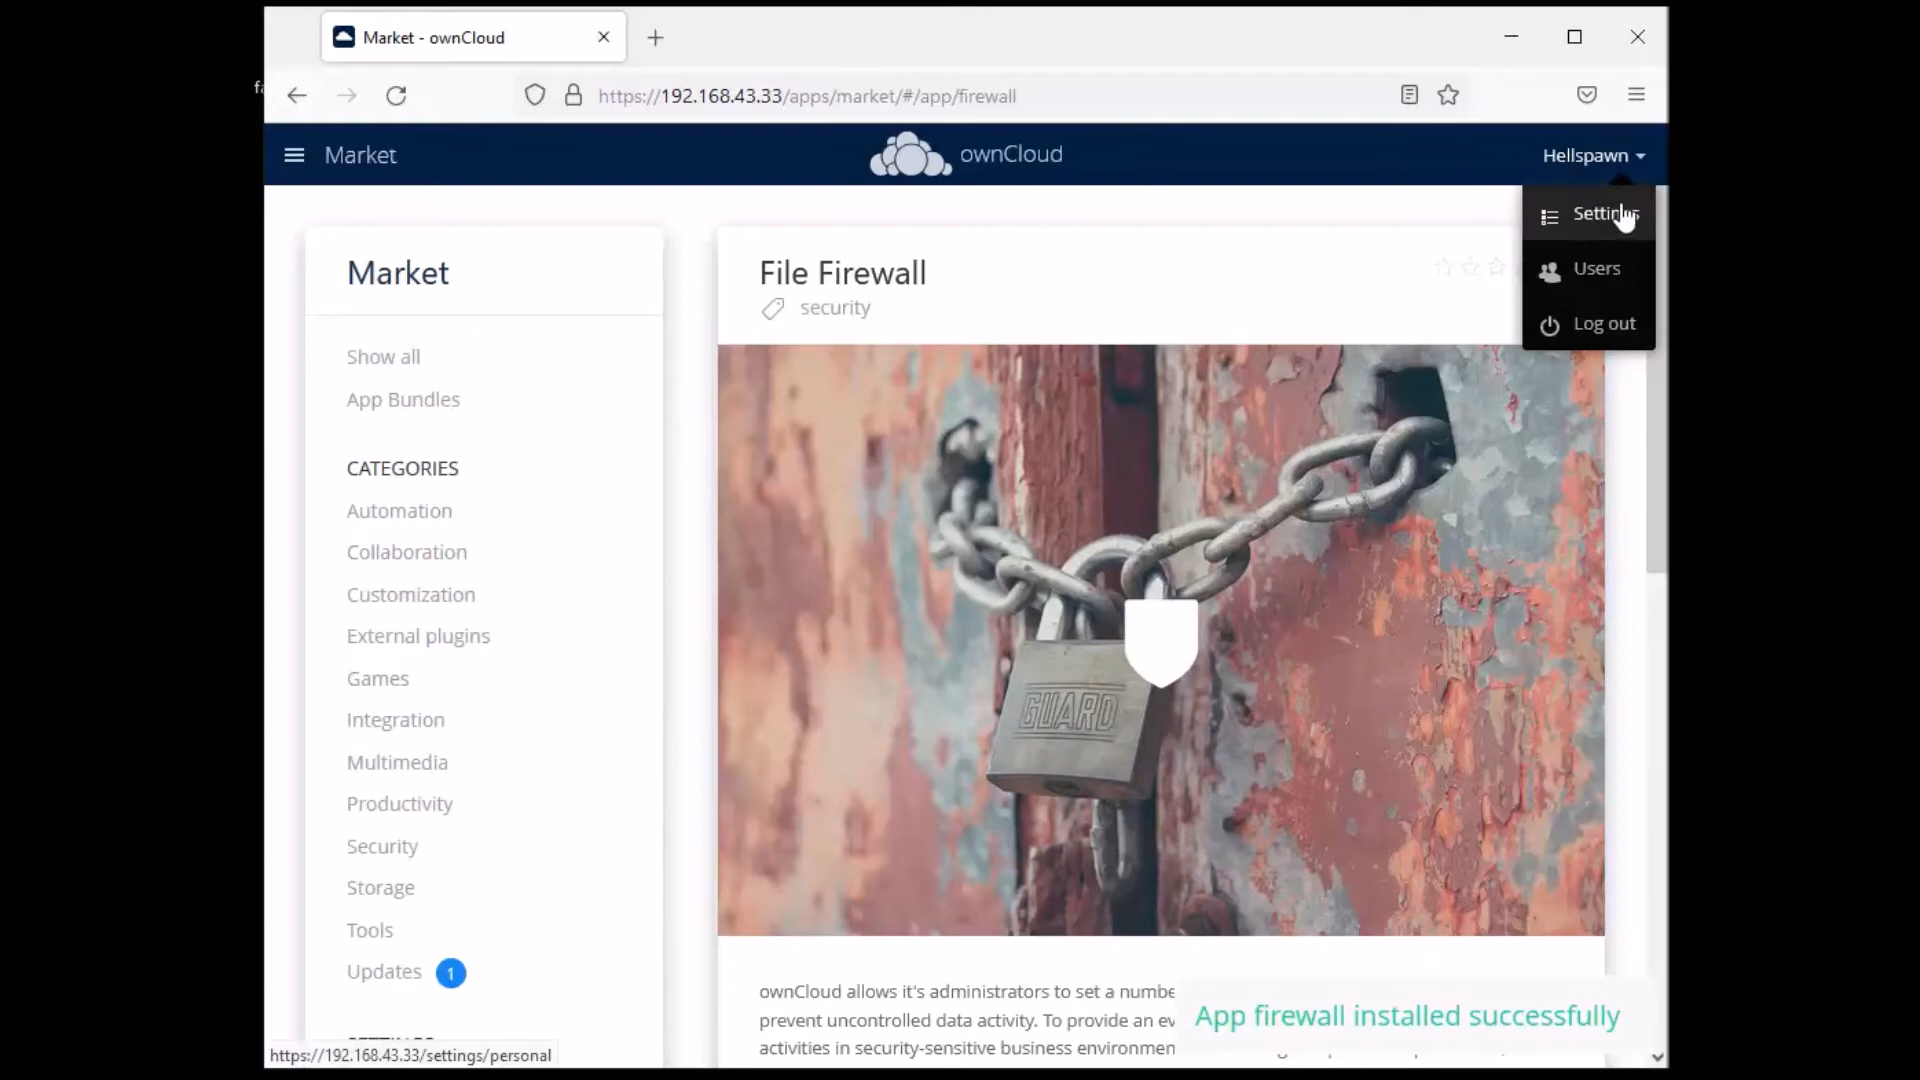 Market - ownCloud
https://192.168.43.33/apps/market/#/app/firewall
Market
ownCloud
Hellspawn
Settings
Users
Log out
Market
Show all
App Bundles
CATEGORIES
Automation
Collaboration
Customization
External plugins
Games
Integration
Multimedia
Productivity
Security
Storage
Tools
Updates 1
File Firewall
security
GUARD
ownCloud allows it's administrators to set a numbe
prevent uncontrolled data activity. To provide an ev
activities in security-sensitive business environmen
App firewall installed successfully
https://192.168.43.33/settings/personal